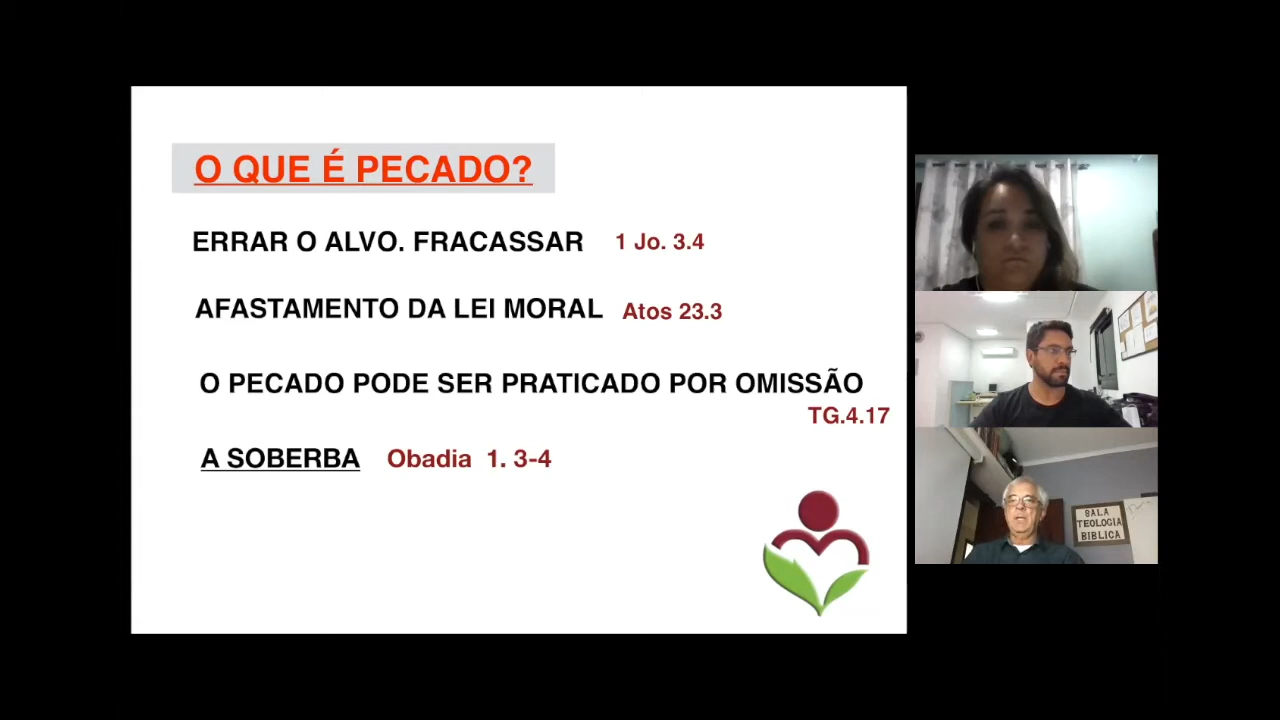 O QUE É PECADO?
ERRAR O ALVO. FRACASSAR 1 Jo. 3.4
AFASTAMENTO DA LEI MORAL Atos 23.3
O PECADO PODE SER PRATICADO POR OMISSÃO
TG.4.17
A SOBERBA Obadia 1. 3-4
SALA
TEOLOGIA
BIBLICA